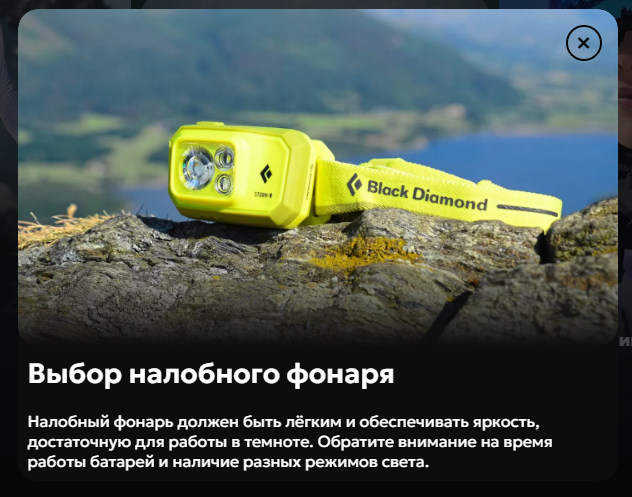 STORM
Black Diamond
Выбор налобного фонаря
Налобный фонарь должен быть лёгким и обеспечивать яркость,
достаточную для работы в темноте. Обратите внимание на время
работы батарей и наличие разных режимов света.